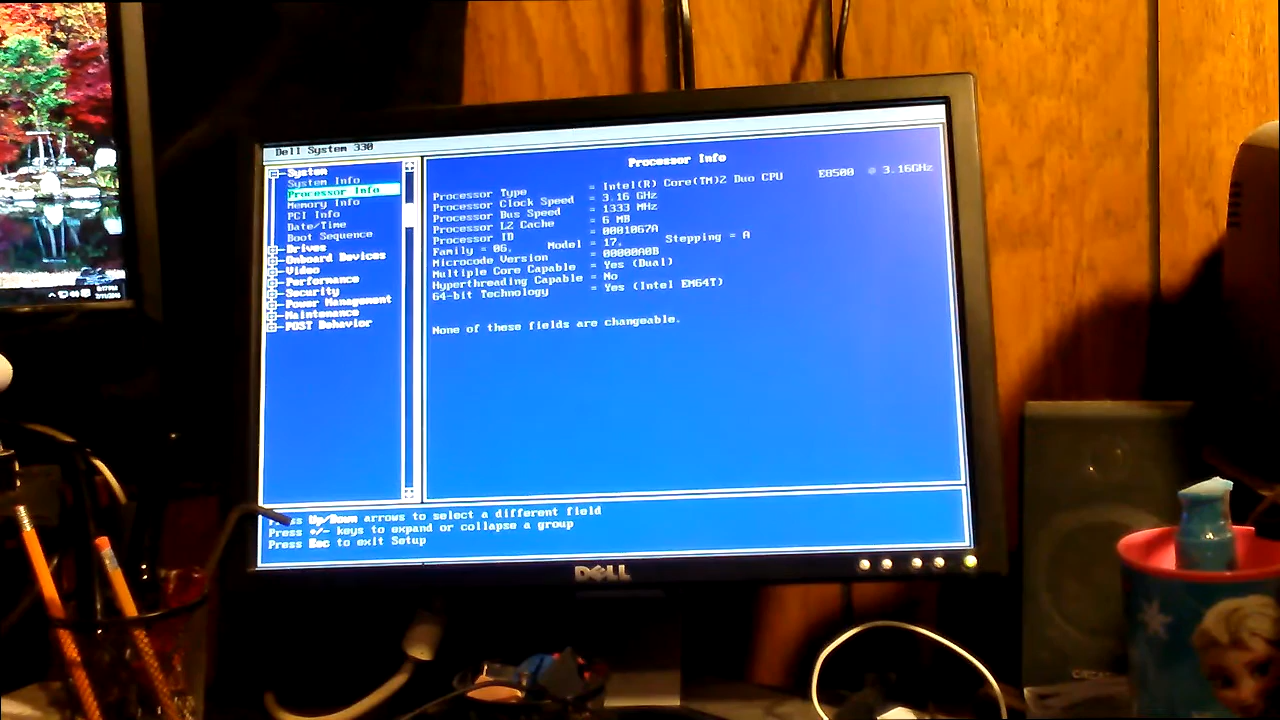 Dell System 330
System
System Info
Processor Info
Memory Info
PCI Info
Date/Time
Boot Sequence
Drives
Onboard Devices
Video
Performance
Security
Power Management
Maintenance
POST Behavior
Processor Info
Processor Type = Intel(R) Core(TM)2 Duo CPU E8500 @ 3.16GHz
Processor Clock Speed = 3.16 GHz
Processor Bus Speed = 1333 MHz
Processor L2 Cache = 6 MB
Processor ID = 0001067A
Family = 06, Model = 17, Stepping = A
Microcode Version = 00000A0B
Multiple Core Capable = Yes (Dual)
Hyperthreading Capable = No
64-bit Technology = Yes (Intel EM64T)
None of these fields are changeable.
Press Up/Down arrows to select a different field
Press +/- keys to expand or collapse a group
Press Esc to exit Setup
DELL